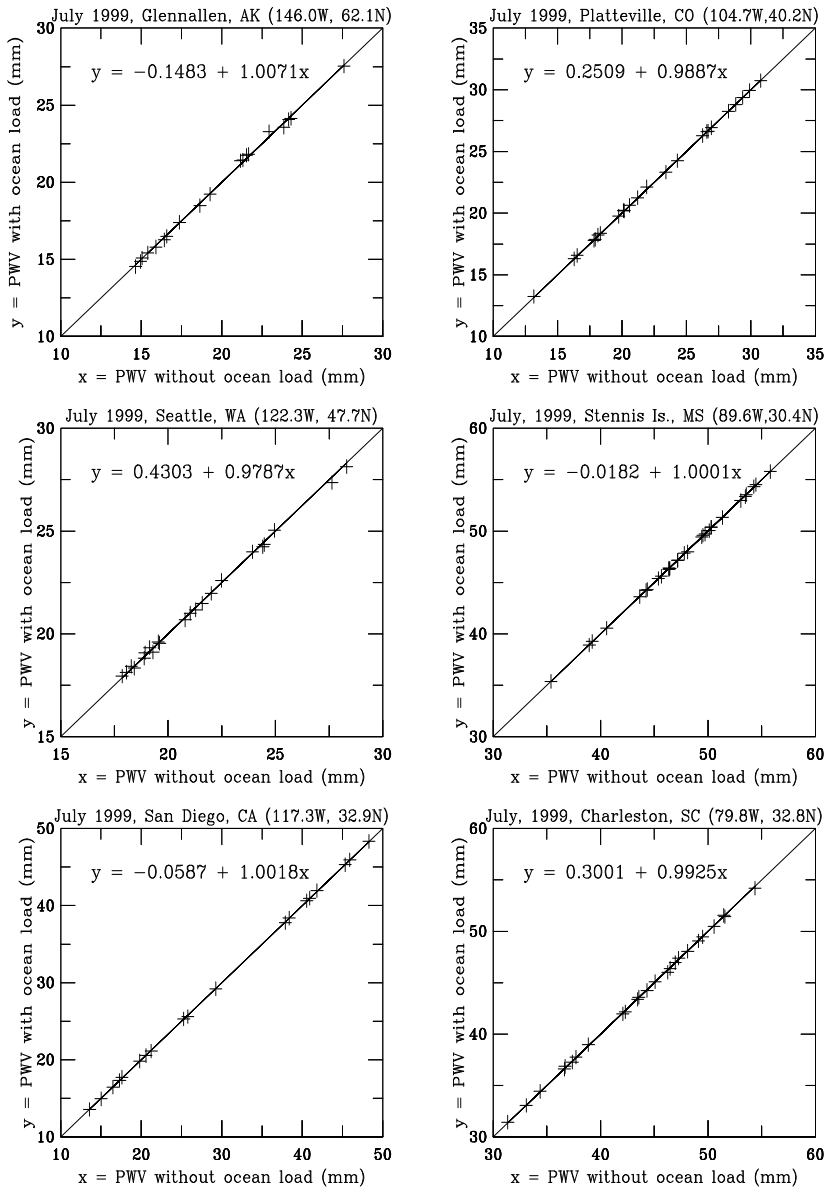 July 1999, Glennallen, AK (146.0W, 62.1N)
y = −0.1483 + 1.0071x
y = PWV with ocean load (mm)
30
25
20
15
10
10 15 20 25 30
x = PWV without ocean load (mm)
July 1999, Platteville, CO (104.7W,40.2N)
y = 0.2509 + 0.9887x
y = PWV with ocean load (mm)
35
30
25
20
15
10
10 15 20 25 30 35
x = PWV without ocean load (mm)
July 1999, Seattle, WA (122.3W, 47.7N)
y = 0.4303 + 0.9787x
y = PWV with ocean load (mm)
30
25
20
15
15 20 25 30
x = PWV without ocean load (mm)
July, 1999, Stennis Is., MS (89.6W,30.4N)
y = −0.0182 + 1.0001x
y = PWV with ocean load (mm)
60
50
40
30
30 40 50 60
x = PWV without ocean load (mm)
July 1999, San Diego, CA (117.3W, 32.9N)
y = −0.0587 + 1.0018x
y = PWV with ocean load (mm)
50
40
30
20
10
10 20 30 40 50
x = PWV without ocean load (mm)
July, 1999, Charleston, SC (79.8W, 32.8N)
y = 0.3001 + 0.9925x
y = PWV with ocean load (mm)
60
50
40
30
30 40 50 60
x = PWV without ocean load (mm)